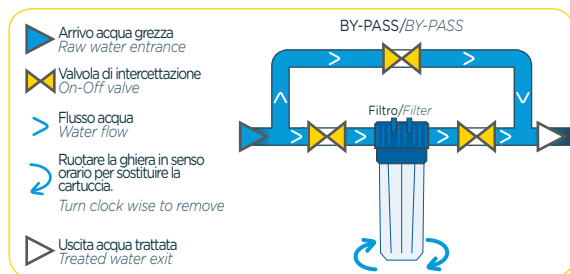 Arrivo acqua grezza
Raw water entrance
Valvola di intercettazione
On-Off valve
Flusso acqua
Water flow
Ruotare la ghiera in senso
orario per sostituire la
cartuccia.
Turn clock wise to remove
Uscita acqua trattata
Treated water exit
BY-PASS/BY-PASS
Filtro/Filter